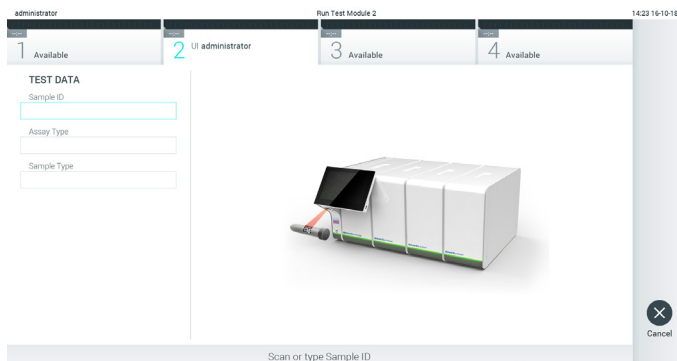 administrator Run Test Module 2 14:23 16-10-18
--:-- --:-- --:-- --:--
1 Available 2 UI administrator 3 Available 4 Available
TEST DATA
Sample ID
Assay Type
Sample Type
Cancel
Scan or type Sample ID